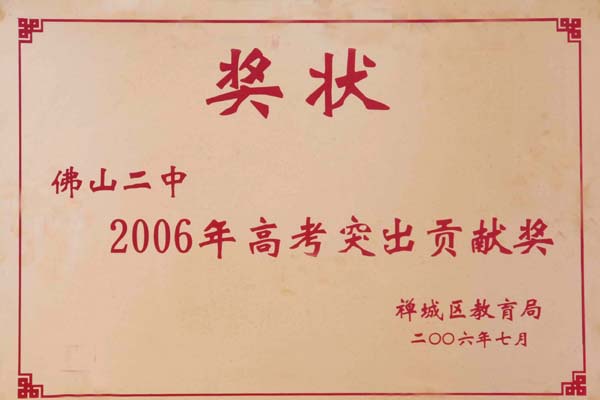 奖状
佛山二中
2006年高考突出贡献奖
禅城区教育局
二〇〇六年七月